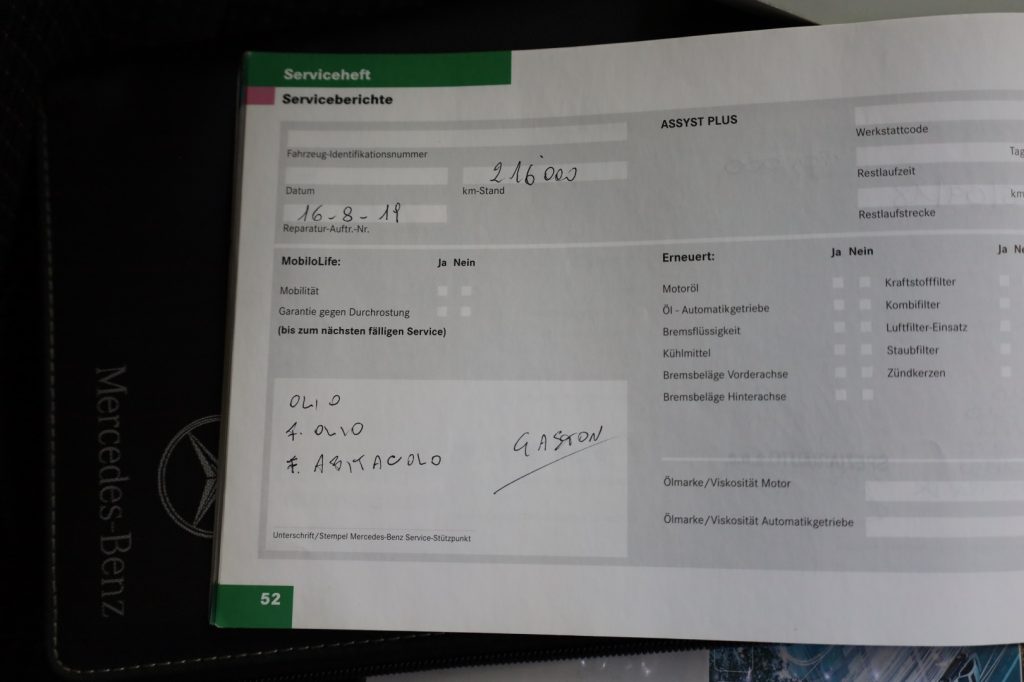 Serviceheft
Serviceberichte
Fahrzeug-Identifikationsnummer
216000
Datum
km-Stand
16-8-19
Reparatur-Auftr.-Nr.
ASSYST PLUS
Werkstattcode
Tag
Restlaufzeit
km
Restlaufstrecke
MobiloLife:
Ja Nein
Mobilität
Garantie gegen Durchrostung
(bis zum nächsten fälligen Service)
Erneuert:
Ja Nein
Ja
Motoröl
Öl - Automatikgetriebe
Bremsflüssigkeit
Kühlmittel
Bremsbeläge Vorderachse
Bremsbeläge Hinterachse
Kraftstofffilter
Kombifilter
Luftfilter-Einsatz
Staubfilter
Zündkerzen
OLIO
F. OLIO
F. ABITACOLO
GASTON
Unterschrift/Stempel Mercedes-Benz Service-Stützpunkt
Ölmarke/Viskosität Motor
Ölmarke/Viskosität Automatikgetriebe
52
Mercedes-Benz